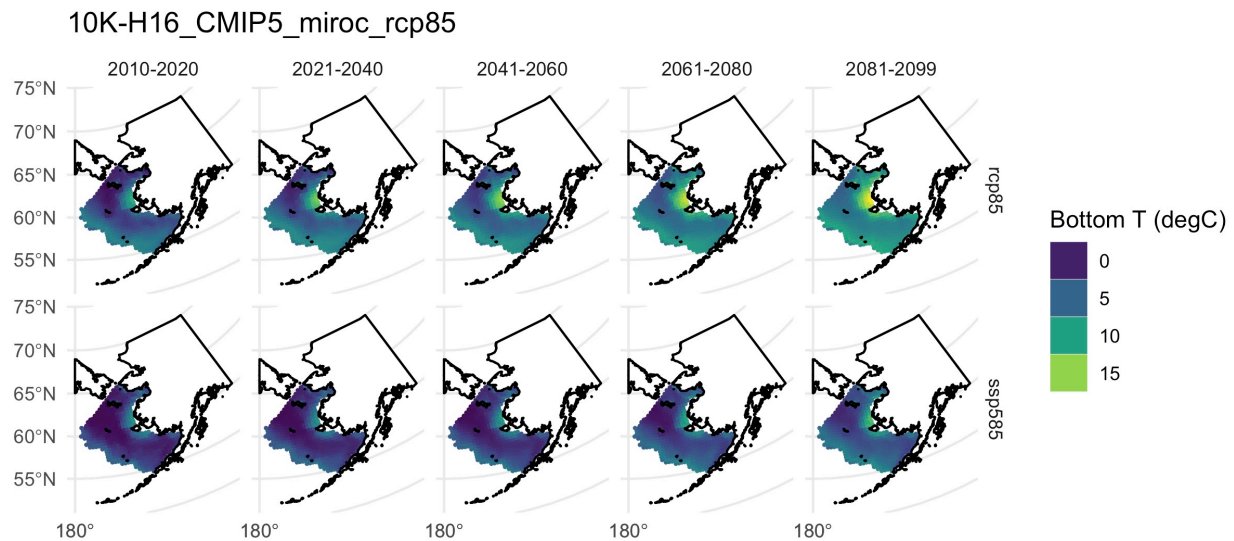 10K-H16_CMIP5_miroc_rcp85
2010-2020 2021-2040 2041-2060 2061-2080 2081-2099
75°N
70°N
65°N
60°N
55°N
rcp85
75°N
70°N
65°N
60°N
55°N
ssp585
180° 180° 180° 180° 180°
Bottom T (degC)
0
5
10
15